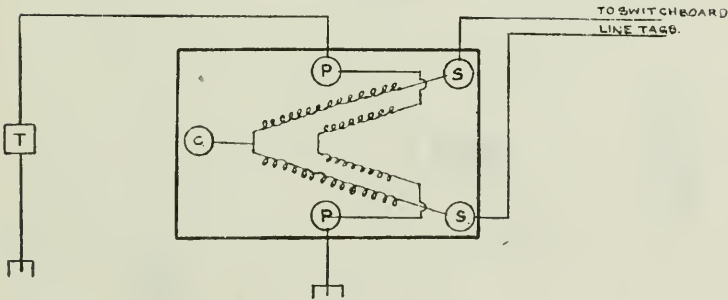 TO SWITCHBOARD
LINE TAGS.
P
S
T
C.
P
S.